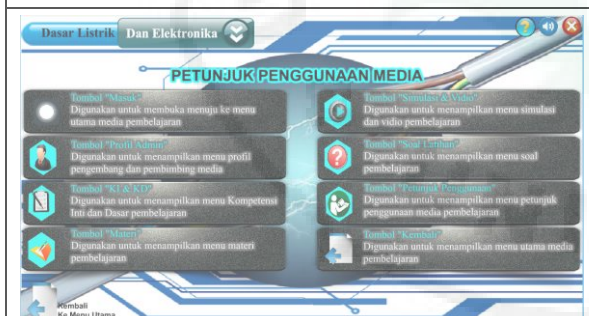 Dasar Listrik Dan Elektronika
PETUNJUK PENGGUNAAN MEDIA
Tombol "Masuk"
Digunakan untuk membuka menuju ke menu
utama media pembelajaran
Tombol "Profil Admin"
Digunakan untuk menampilkan menu profil
pengembang dan pembimbing media
Tombol "KI & KD"
Digunakan untuk menampilkan menu Kompetensi
Inti dan Dasar pembelajaran
Tombol "Materi"
Digunakan untuk menampilkan menu materi
pembelajaran
Tombol "Simulasi & Vidio"
Digunakan untuk menampilkan menu simulasi
dan vidio pembelajaran
Tombol "Soal Latihan"
Digunakan untuk menampilkan menu soal
pembelajaran
Tombol "Petunjuk Penggunaan"
Digunakan untuk menampilkan menu petunjuk
penggunaan media pembelajaran
Tombol "Kembali"
Digunakan untuk menampilkan menu utama media
pembelajaran
Kembali
Ke Menu Utama